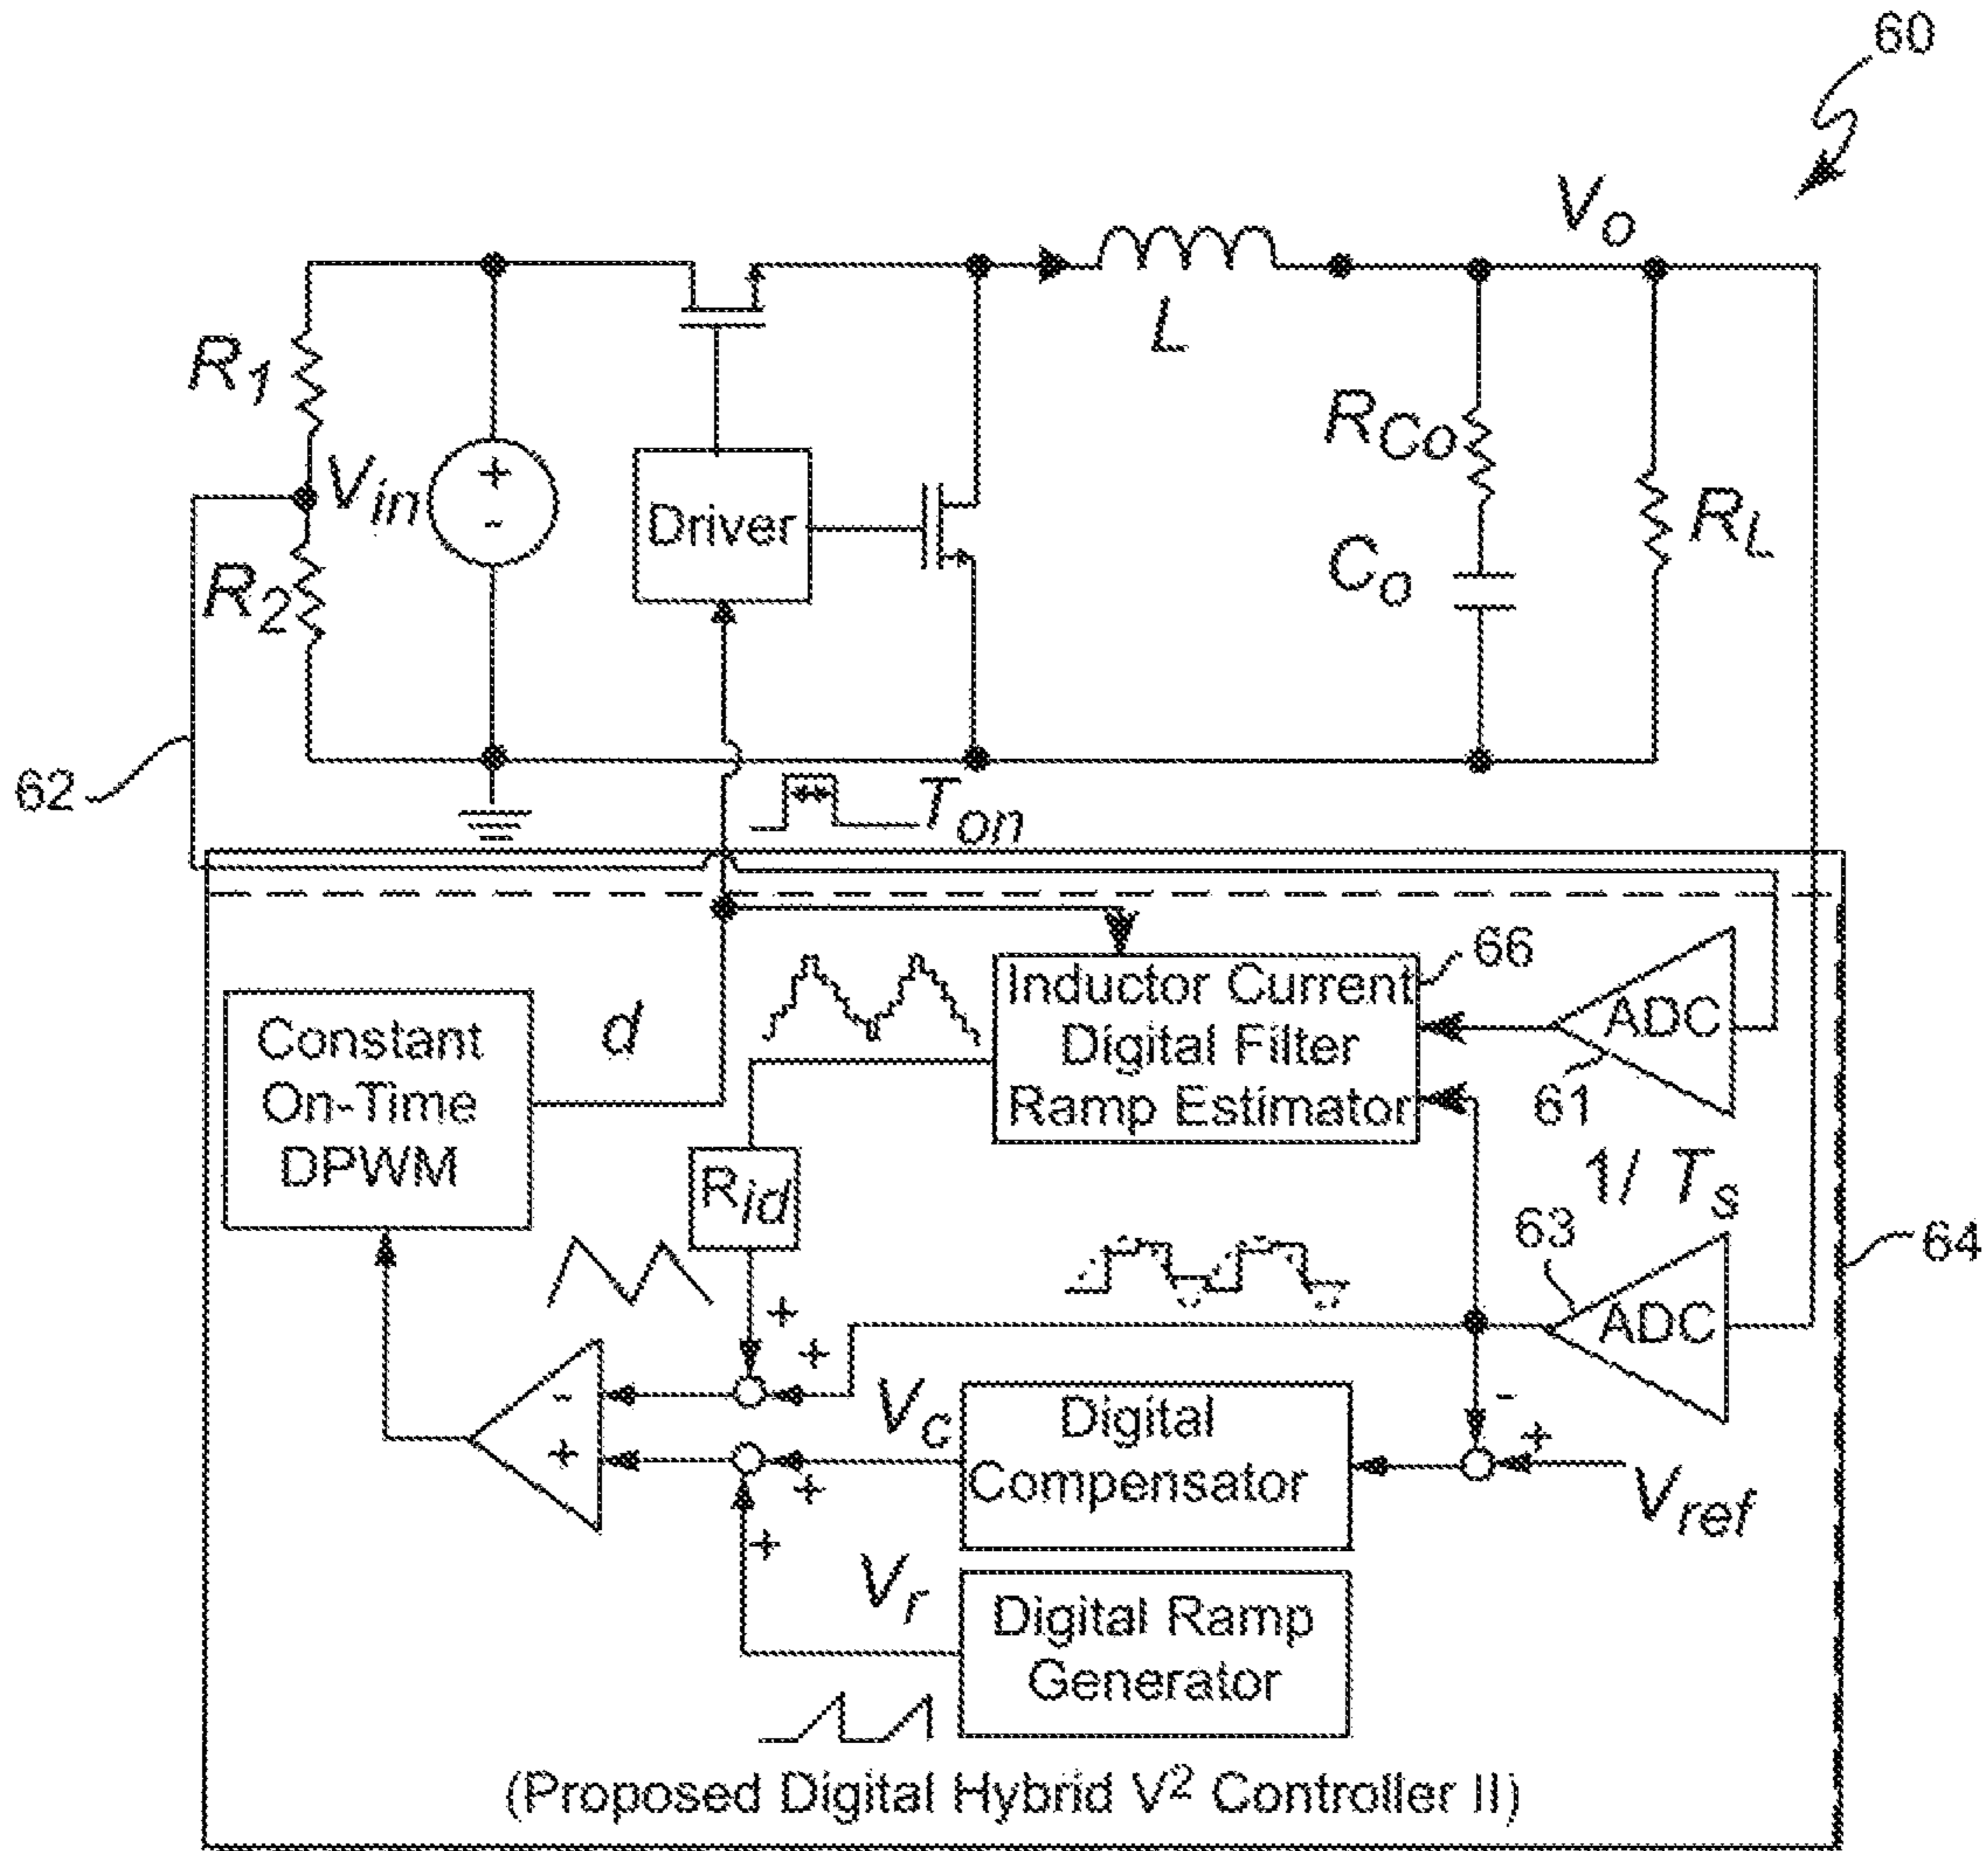 60
Vo
L
R1
Vin
R2
Driver
RCo
Co
RL
62
+
-
Ton
66
Inductor Current
Digital Filter
Ramp Estimator
ADC
61
1/ Ts
Constant
On-Time
DPWM
d
Rid
63
64
ADC
+
+
-
+
Vc
+
+
Digital
Compensator
-
+
Vref
Vr
Digital Ramp
Generator
(Proposed Digital Hybrid V² Controller II)